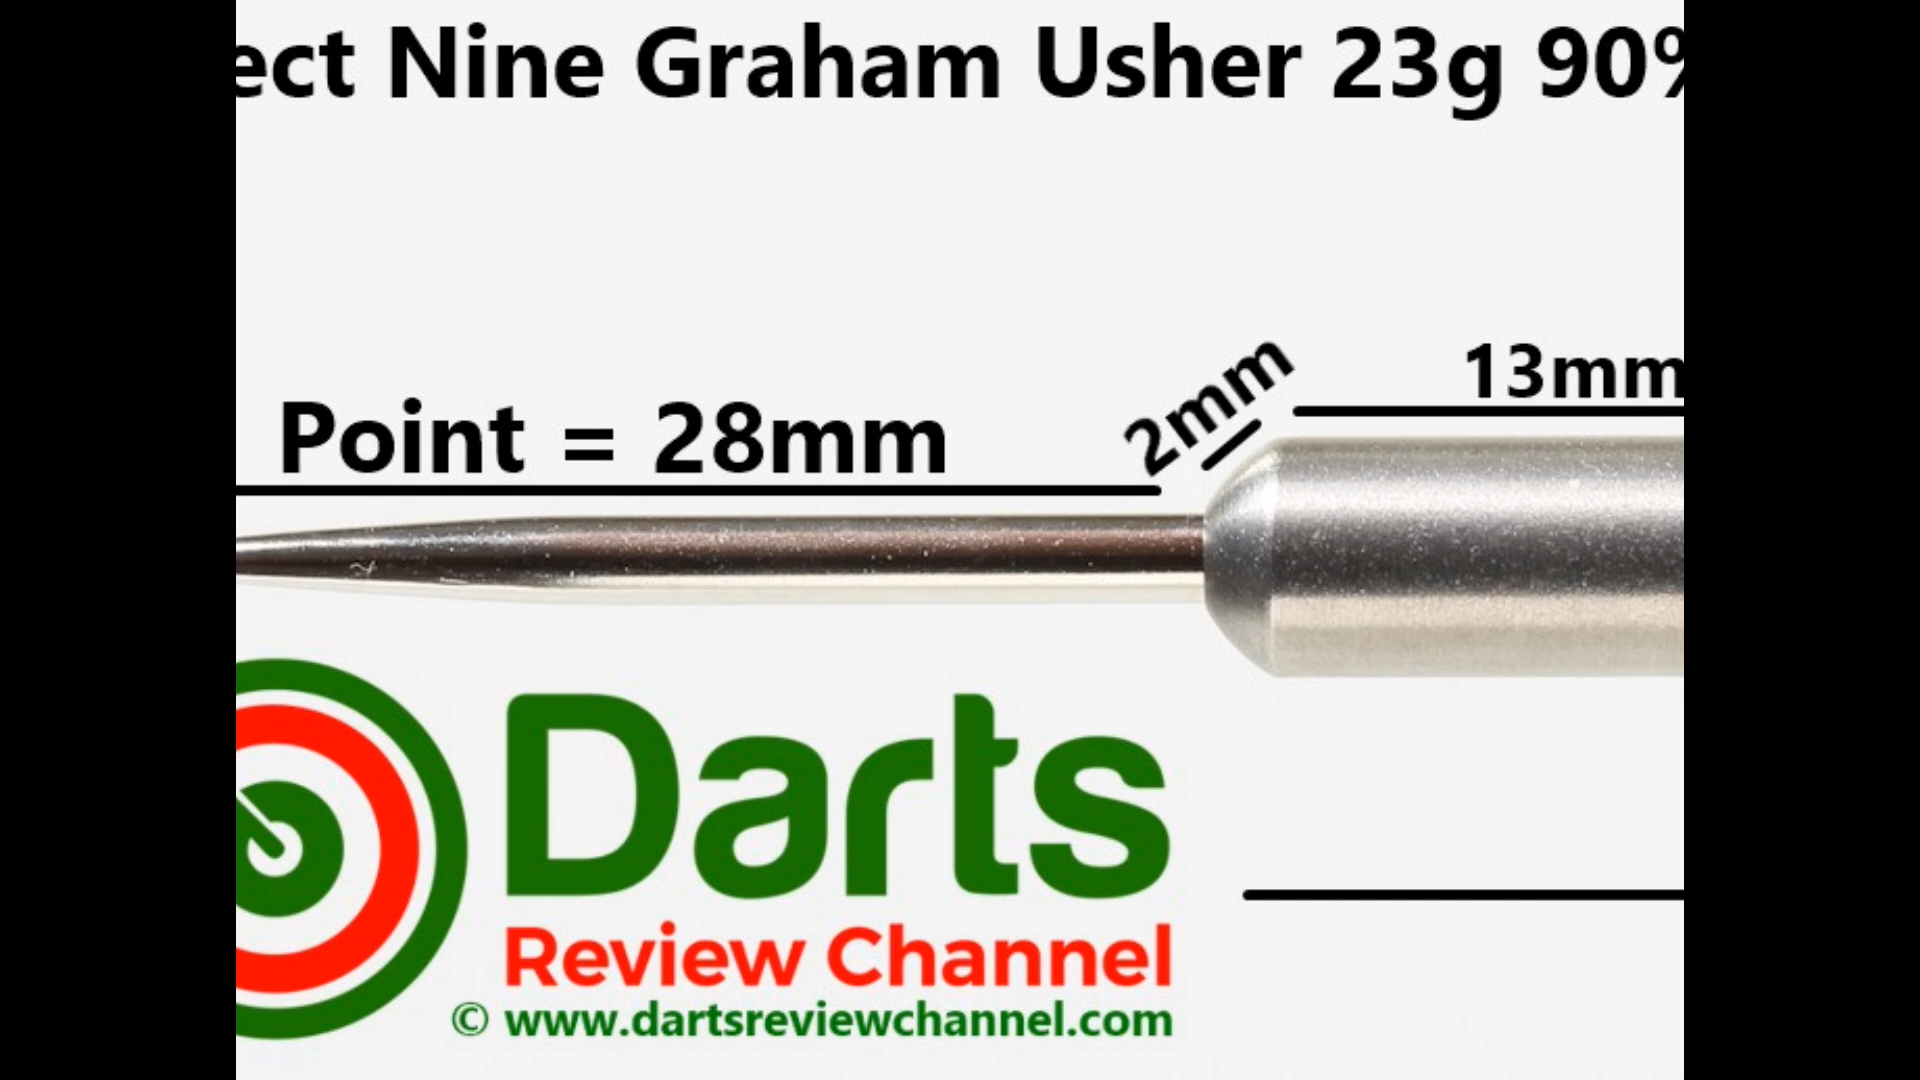 ect Nine Graham Usher 23g 90%
13mm
2mm
Point = 28mm
Darts
Review Channel
© www.dartsreviewchannel.com